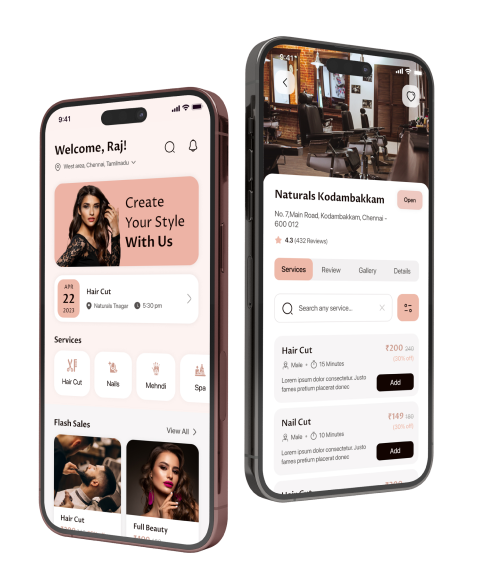 9:41
Welcome, Raj!
West area, Chennai, Tamilnadu
Create
Your Style
With Us
APR
22
2023
Hair Cut
Naturals Tnagar
5:30 pm
Services
Hair Cut
Nails
Mehndi
Spa
Flash Sales
View All
Hair Cut
Full Beauty
9:41
Naturals Kodambakkam
Open
No. 7,Main Road, Kodambakkam, Chennai -
600 012
4.3 (432 Reviews)
Services
Review
Gallery
Details
Search any service...
Hair Cut
₹200 240
Male • 15 Minutes
(30% off)
Lorem ipsum dolor consectetur. Justo
fames pretium placerat donec
Add
Nail Cut
₹149
Male • 10 Minutes
(20% off)
Lorem ipsum dolor consectetur. Justo
fames pretium placerat donec
Add